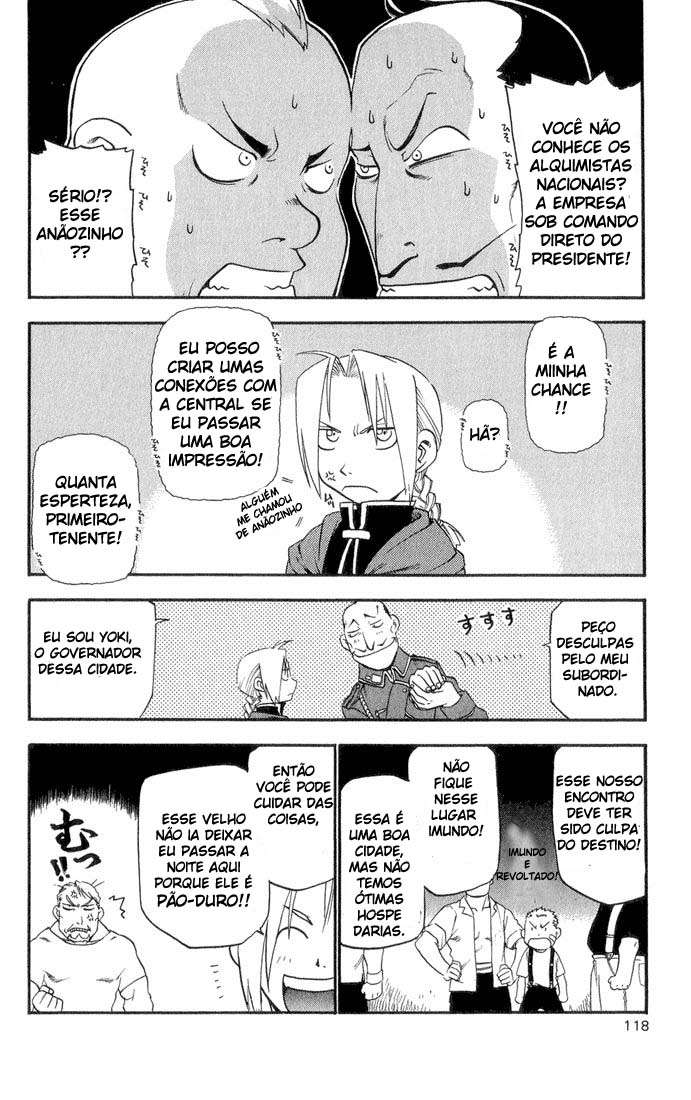 VOCÊ NÃO
CONHECE OS
ALQUIMISTAS
NACIONAIS?
A EMPRESA
SOB COMANDO
DIRETO DO
PRESIDENTE!
SÉRIO!?
ESSE
ANÃOZINHO
??
É A
MIINHA
CHANCE
!!
HÃ?
EU POSSO
CRIAR UMAS
CONEXÕES COM
A CENTRAL SE
EU PASSAR
UMA BOA
IMPRESSÃO!
ALGUÉM
ME CHAMOU
DE ANÃOZINHO
QUANTA
ESPERTEZA,
PRIMEIRO-
TENENTE!
PEÇO
DESCULPAS
PELO MEU
SUBORDI-
NADO.
すすす
EU SOU YOKI,
O GOVERNADOR
DESSA CIDADE.
ESSE NOSSO
ENCONTRO
DEVE TER
SIDO CULPA
DO DESTINO!
IMUNDO
E
REVOLTADO!
NÃO
FIQUE
NESSE
LUGAR
IMUNDO!
ESSA É
UMA BOA
CIDADE,
MAS NÃO
TEMOS
ÓTIMAS
HOSPE
DARIAS.
ENTÃO
VOCÊ PODE
CUIDAR DAS
COISAS,
ESSE VELHO
NÃO IA DEIXAR
EU PASSAR A
NOITE AQUI
PORQUE ELE É
PÃO-DURO!!
むっ!!
118